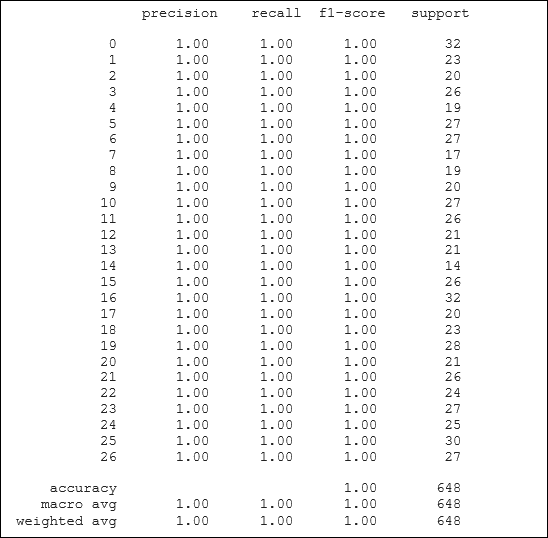 precision recall f1-score support
0 1.00 1.00 1.00 32
1 1.00 1.00 1.00 23
2 1.00 1.00 1.00 20
3 1.00 1.00 1.00 26
4 1.00 1.00 1.00 19
5 1.00 1.00 1.00 27
6 1.00 1.00 1.00 27
7 1.00 1.00 1.00 17
8 1.00 1.00 1.00 19
9 1.00 1.00 1.00 20
10 1.00 1.00 1.00 27
11 1.00 1.00 1.00 26
12 1.00 1.00 1.00 21
13 1.00 1.00 1.00 21
14 1.00 1.00 1.00 14
15 1.00 1.00 1.00 26
16 1.00 1.00 1.00 32
17 1.00 1.00 1.00 20
18 1.00 1.00 1.00 23
19 1.00 1.00 1.00 28
20 1.00 1.00 1.00 21
21 1.00 1.00 1.00 26
22 1.00 1.00 1.00 24
23 1.00 1.00 1.00 27
24 1.00 1.00 1.00 25
25 1.00 1.00 1.00 30
26 1.00 1.00 1.00 27
accuracy 1.00 648
macro avg 1.00 1.00 1.00 648
weighted avg 1.00 1.00 1.00 648